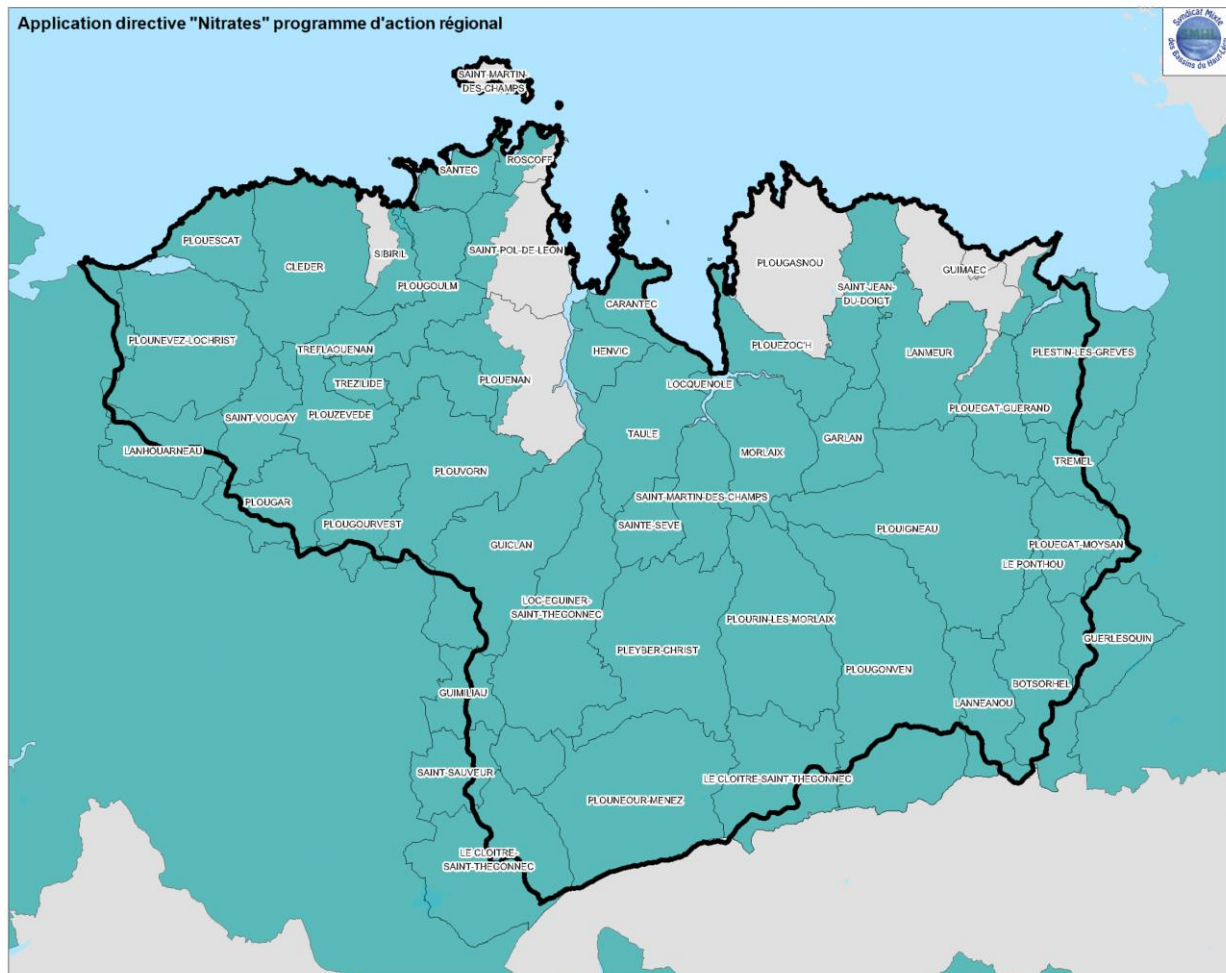 Application directive "Nitrates" programme d'action régional
Syndicat Mixte
SMHL
des Bassins du Haut-Léon
SAINT-MARTIN-
DES-CHAMPS
ROSCOFF
SANTEC
PLOUESCAT
CLEDER
SIBIRIL
SAINT-POL-DE-LEON
PLOUGOULM
PLOUGASNOU
GUIMAEC
SAINT-JEAN-
DU-DOIGT
CARANTEC
PLOUNEVEZ-LOCHRIST
TREFLAOUENAN
HENVIC
PLOUEZOC'H
LANMEUR
PLESTIN-LES-GREVES
TREZILIDE
PLOUENAN
LOCQUENOLE
SAINT-VOUGAY
PLOUZEVEDE
PLOUEGAT-GUERAND
TAULE
GARLAN
LANHOUARNEAU
MORLAIX
TREMEL
PLOUVORN
PLOUGAR
SAINT-MARTIN-DES-CHAMPS
PLOUGOURVEST
SAINTE-SEVE
PLOUIGNEAU
GUICLAN
PLOUEGAT-MOYSAN
LE PONTHOU
LOC-EGUINER-
SAINT-THEGONNEC
PLOURIN-LES-MORLAIX
GUERLESQUIN
PLEYBER-CHRIST
PLOUGONVEN
BOTSORHEL
GUIMILIAU
LANNEANOU
SAINT-SAUVEUR
LE CLOITRE-SAINT-THEGONNEC
PLOUNEOUR-MENEZ
LE CLOITRE-
SAINT-THEGONNEC